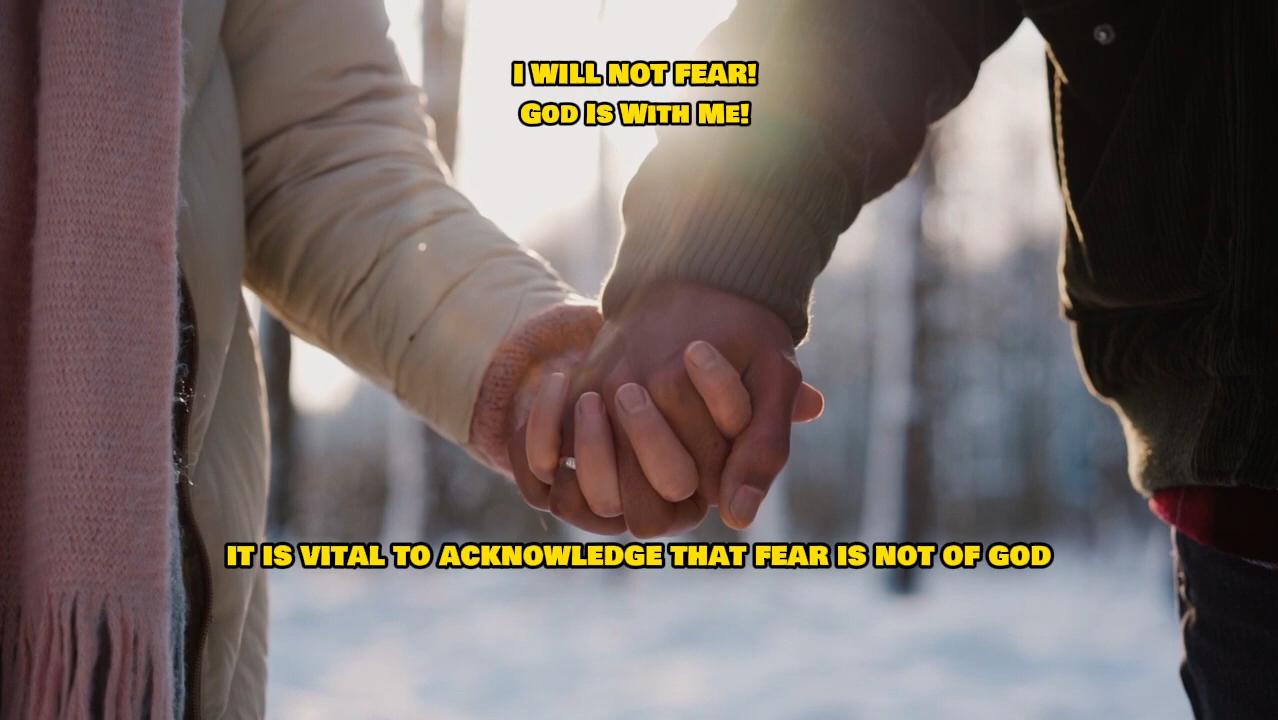 I WILL NOT FEAR!
God Is With Me!
IT IS VITAL TO ACKNOWLEDGE THAT FEAR IS NOT OF GOD